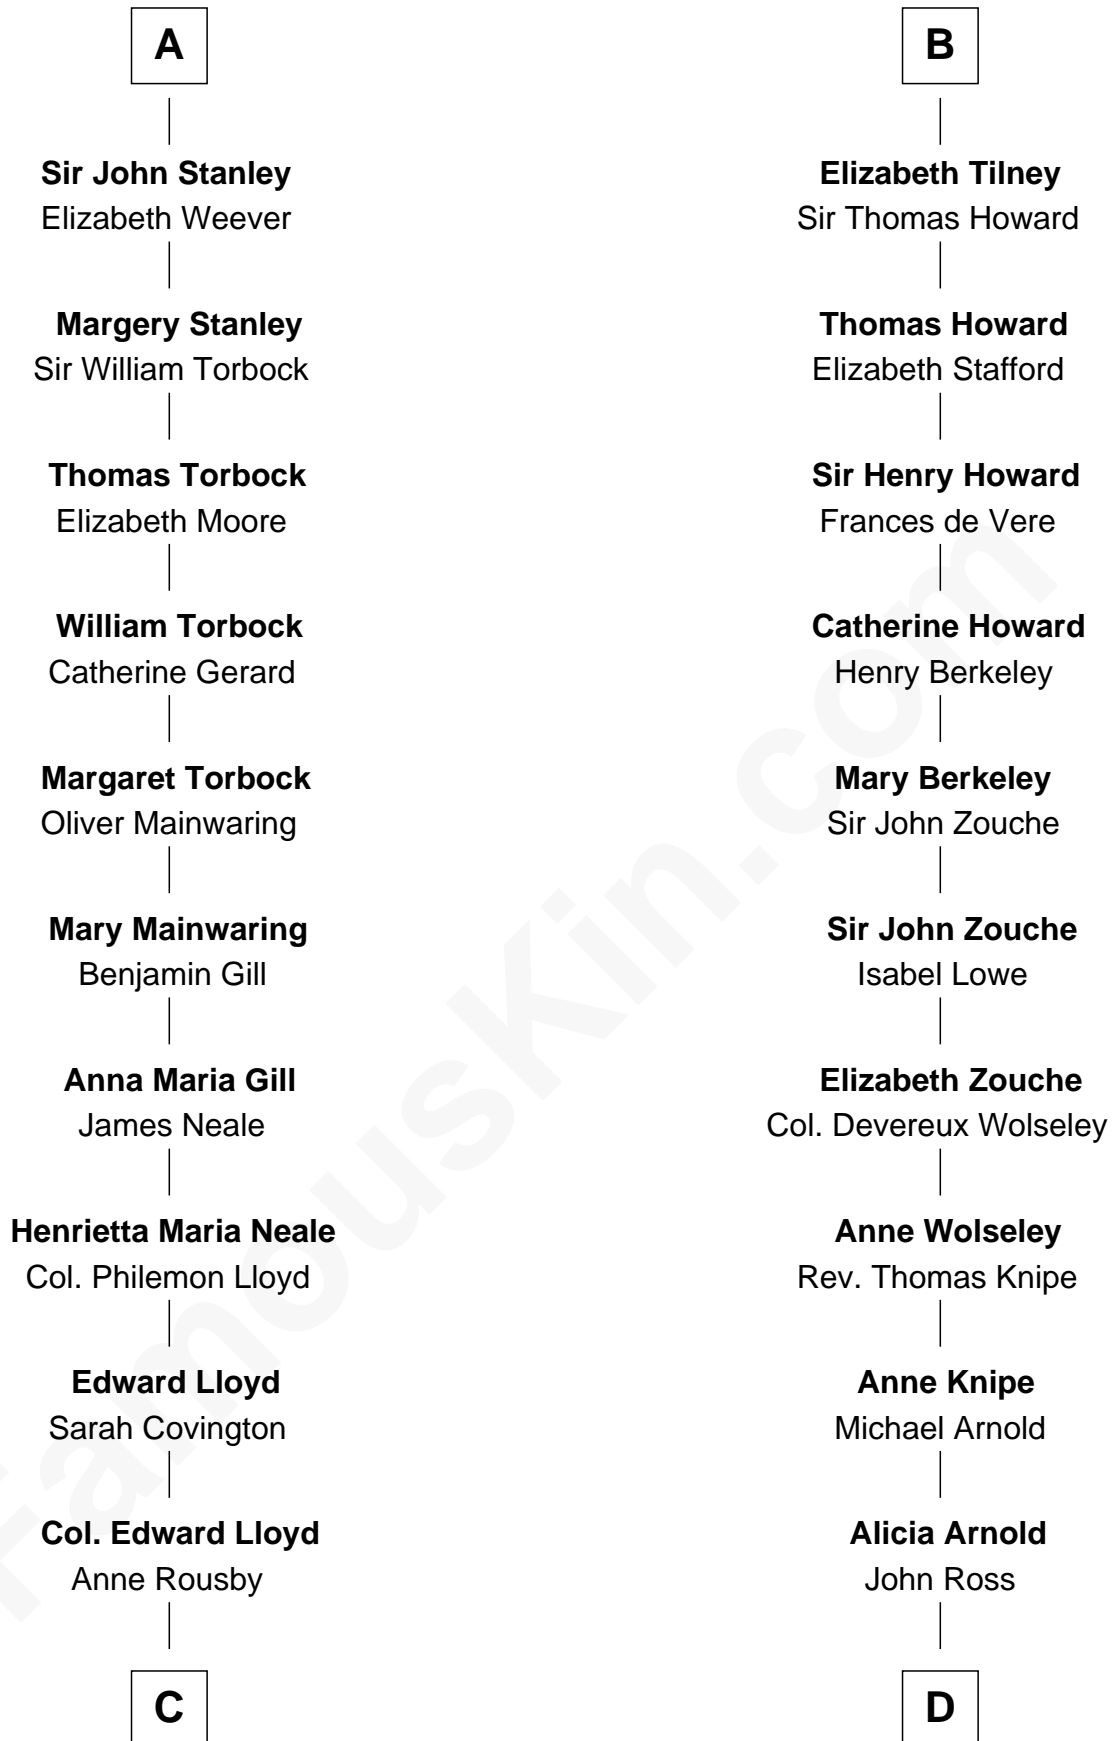 A
Sir John Stanley
Elizabeth Weever
Margery Stanley
Sir William Torbock
Thomas Torbock
Elizabeth Moore
William Torbock
Catherine Gerard
Margaret Torbock
Oliver Mainwaring
Mary Mainwaring
Benjamin Gill
Anna Maria Gill
James Neale
Henrietta Maria Neale
Col. Philemon Lloyd
Edward Lloyd
Sarah Covington
Col. Edward Lloyd
Anne Rousby
C
B
Elizabeth Tilney
Sir Thomas Howard
Thomas Howard
Elizabeth Stafford
Sir Henry Howard
Frances de Vere
Catherine Howard
Henry Berkeley
Mary Berkeley
Sir John Zouche
Sir John Zouche
Isabel Lowe
Elizabeth Zouche
Col. Devereux Wolseley
Anne Wolseley
Rev. Thomas Knipe
Anne Knipe
Michael Arnold
Alicia Arnold
John Ross
D
FamousKin.com